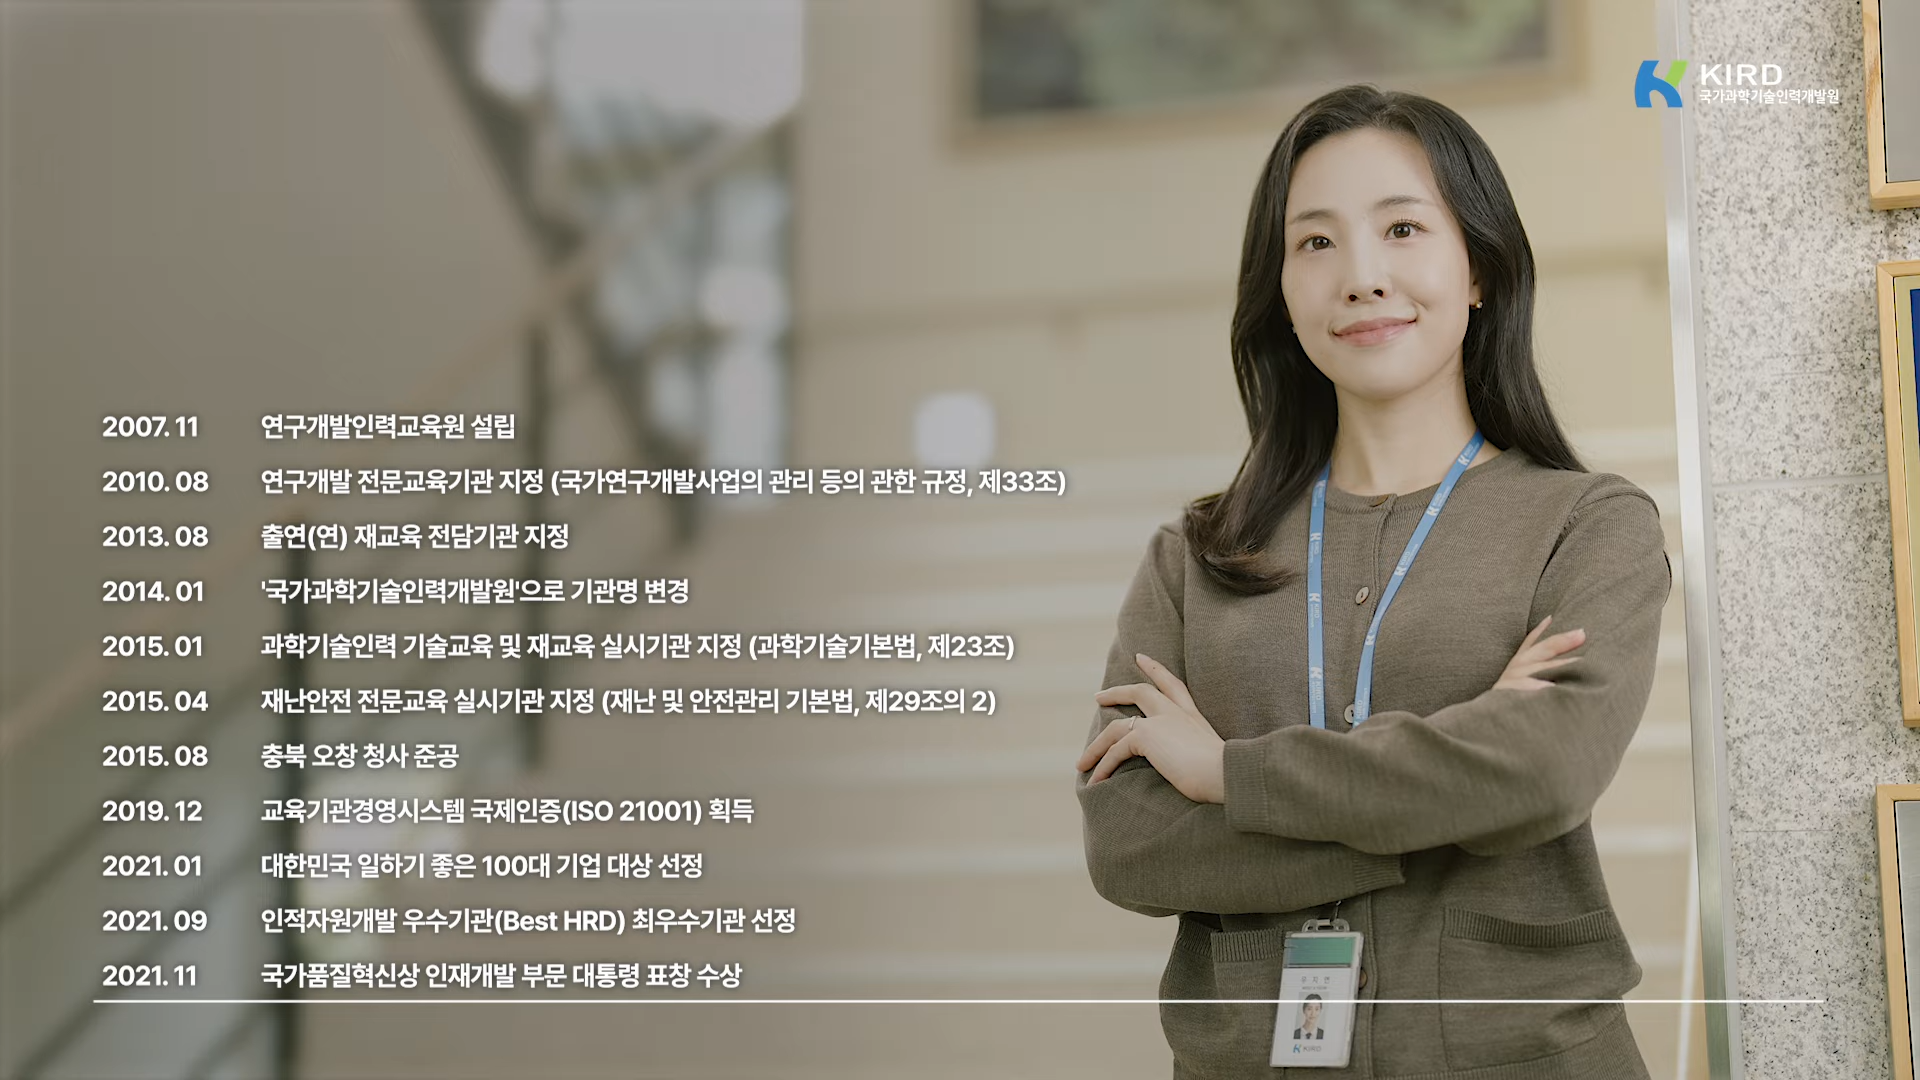 KIRD
국가과학기술인력개발원
2007. 11 연구개발인력교육원 설립
2010. 08 연구개발 전문교육기관 지정 (국가연구개발사업의 관리 등의 관한 규정, 제33조)
2013. 08 출연(연) 재교육 전담기관 지정
2014. 01 '국가과학기술인력개발원'으로 기관명 변경
2015. 01 과학기술인력 기술교육 및 재교육 실시기관 지정 (과학기술기본법, 제23조)
2015. 04 재난안전 전문교육 실시기관 지정 (재난 및 안전관리 기본법, 제29조의 2)
2015. 08 충북 오창 청사 준공
2019. 12 교육기관경영시스템 국제인증(ISO 21001) 획득
2021. 01 대한민국 일하기 좋은 100대 기업 대상 선정
2021. 09 인적자원개발 우수기관(Best HRD) 최우수기관 선정
2021. 11 국가품질혁신상 인재개발 부문 대통령 표창 수상
KIRD